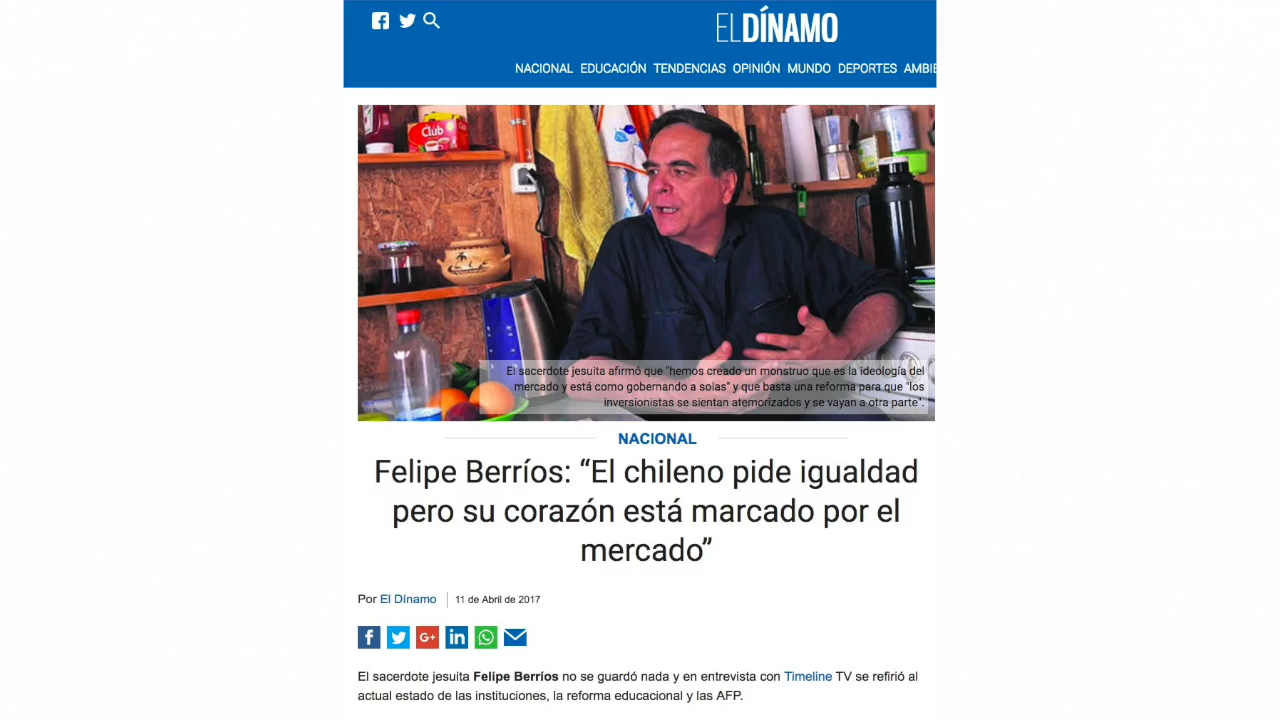 EL DÍNAMO
NACIONAL EDUCACIÓN TENDENCIAS OPINIÓN MUNDO DEPORTES AMBIE
Club
El sacerdote jesuita afirmó que "hemos creado un monstruo que es la ideología del
mercado y está como gobernando a solas" y que basta una reforma para que "los
inversionistas se sientan atemorizados y se vayan a otra parte".
NACIONAL
Felipe Berríos: “El chileno pide igualdad
pero su corazón está marcado por el
mercado”
Por El Dínamo 11 de Abril de 2017
El sacerdote jesuita Felipe Berríos no se guardó nada y en entrevista con Timeline TV se refirió al
actual estado de las instituciones, la reforma educacional y las AFP.